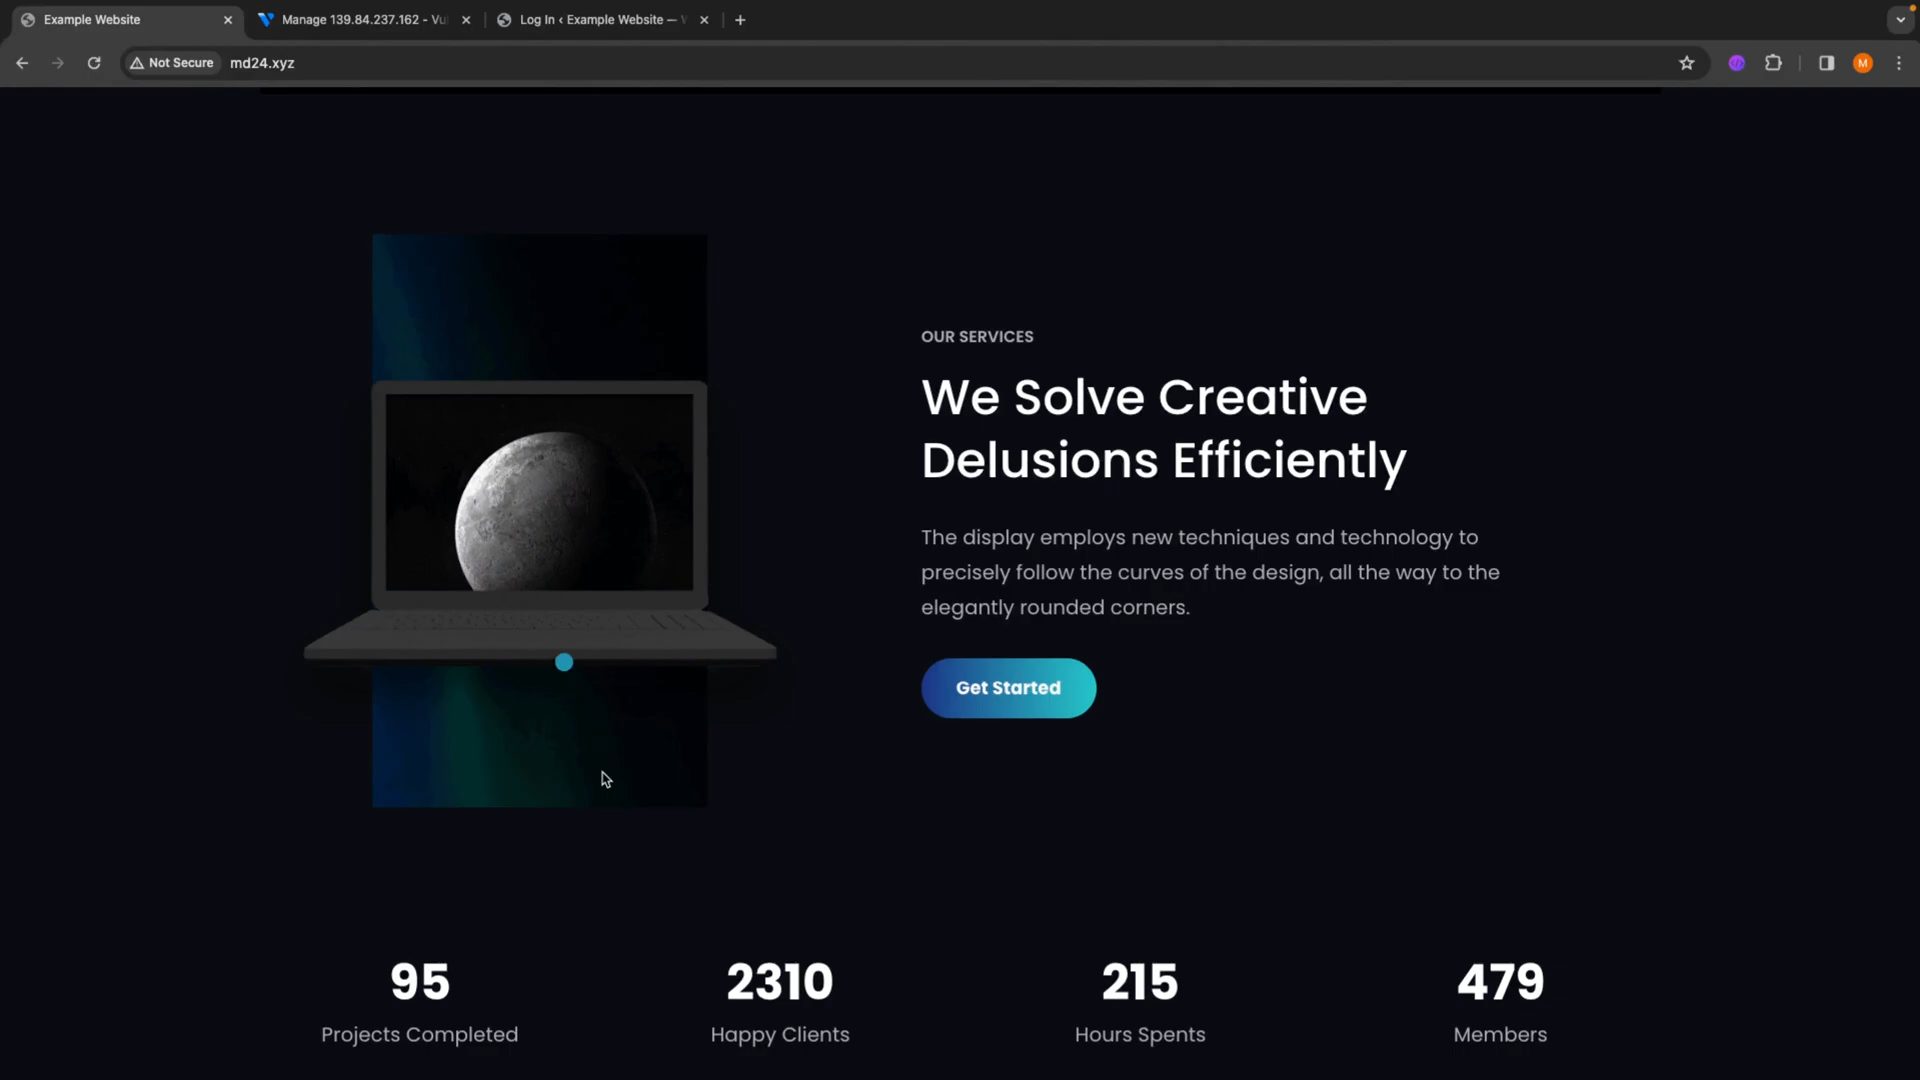 Example Website
Manage 139.84.237.162 - Vul
Log In ‹ Example Website — W
Not Secure
md24.xyz
M
OUR SERVICES
We Solve Creative
Delusions Efficiently
The display employs new techniques and technology to
precisely follow the curves of the design, all the way to the
elegantly rounded corners.
Get Started
95
Projects Completed
2310
Happy Clients
215
Hours Spents
479
Members